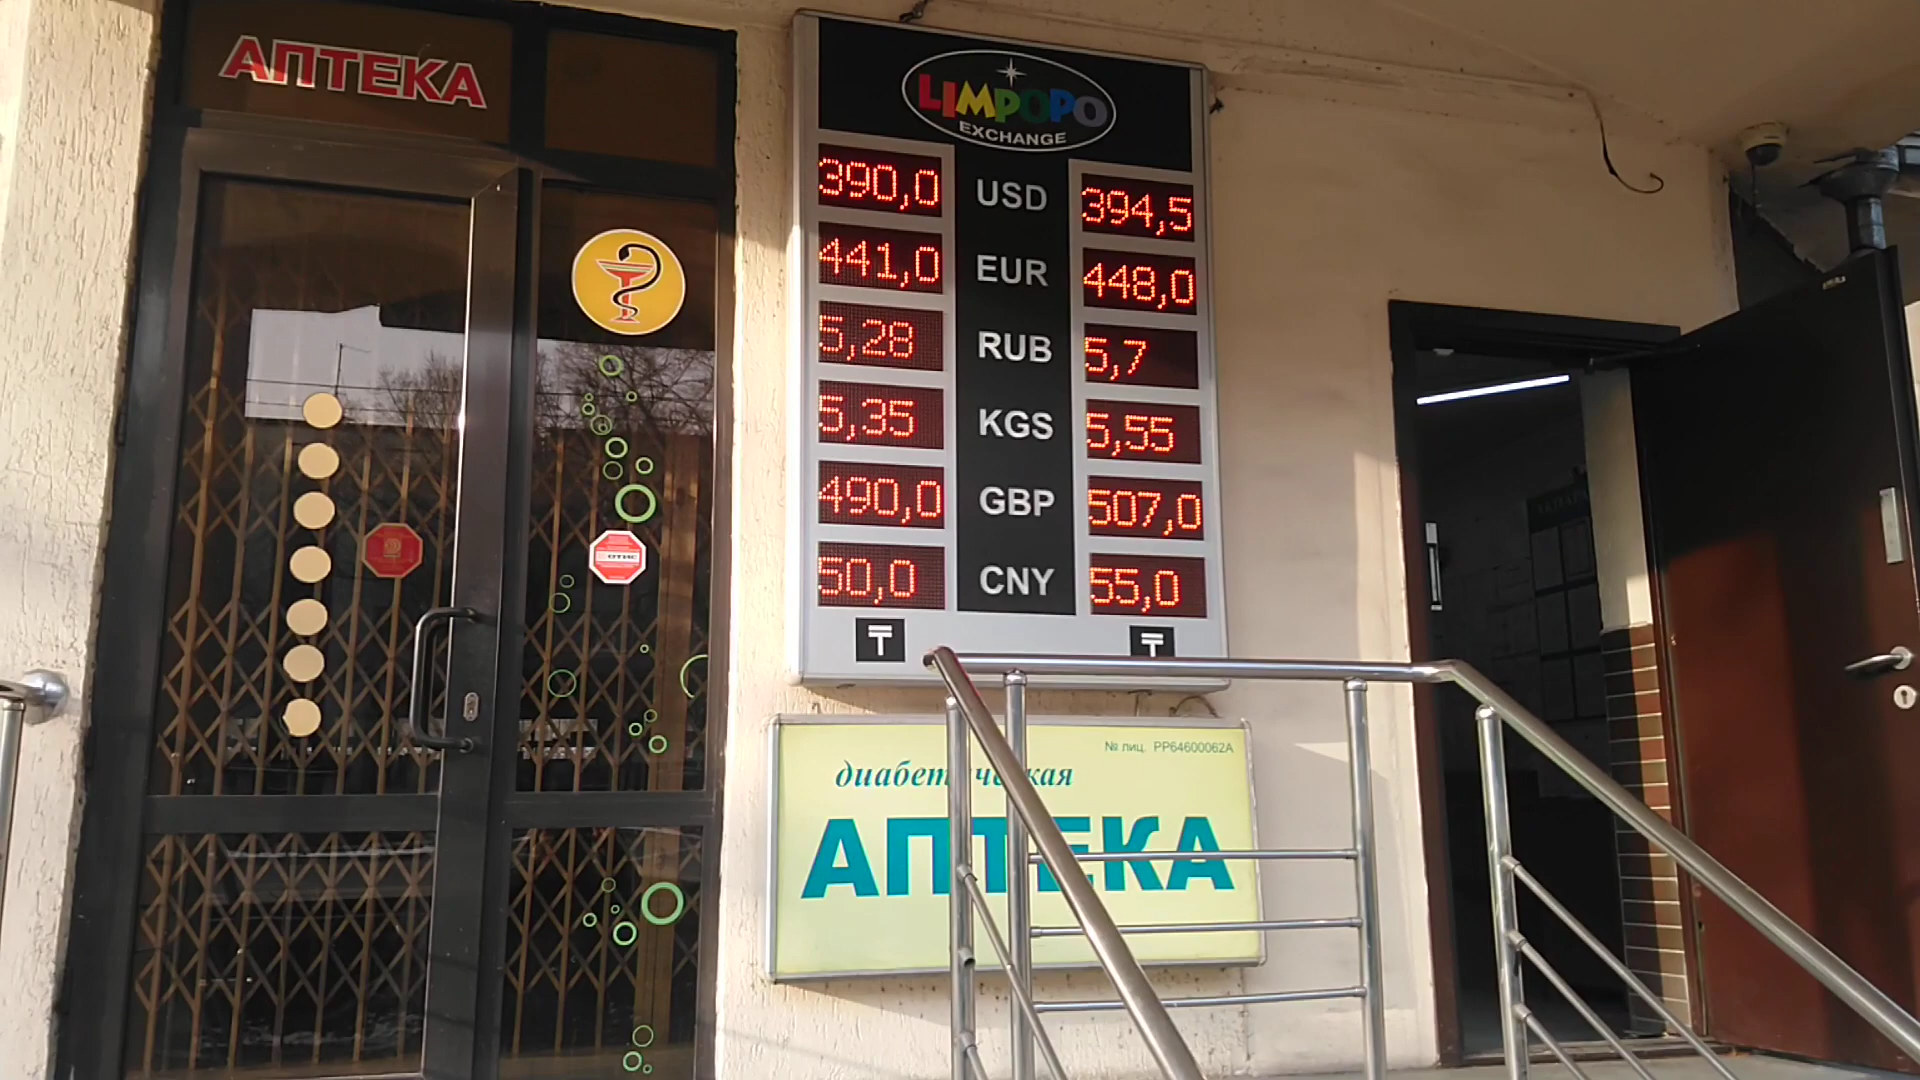 АПТЕКА
LIMPOPO
EXCHANGE
390,0 USD 394,5
441,0 EUR 448,0
5,28 RUB 5,7
5,35 KGS 5,55
490,0 GBP 507,0
50,0 CNY 55,0
₸ ₸
№ лиц. РР64600062А
диабетическая
АПТЕКА